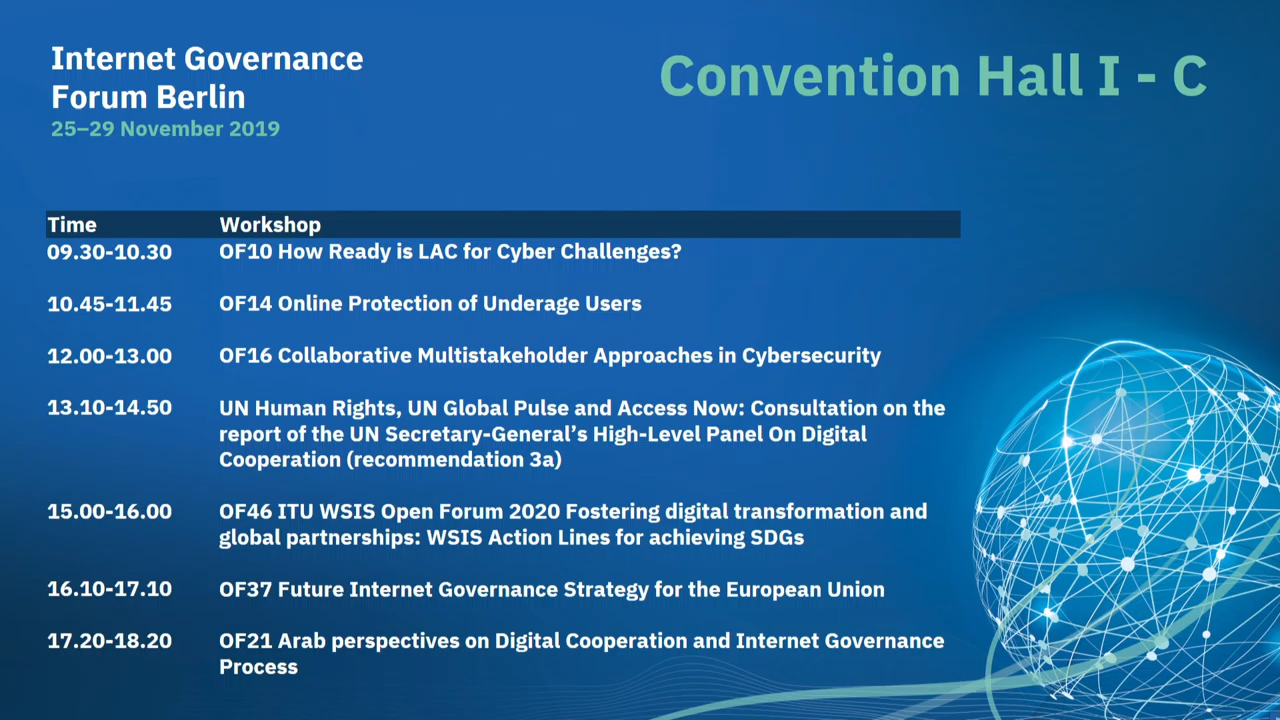 Internet Governance
Forum Berlin
25–29 November 2019
Convention Hall I - C
Time Workshop
09.30-10.30 OF10 How Ready is LAC for Cyber Challenges?
10.45-11.45 OF14 Online Protection of Underage Users
12.00-13.00 OF16 Collaborative Multistakeholder Approaches in Cybersecurity
13.10-14.50 UN Human Rights, UN Global Pulse and Access Now: Consultation on the
report of the UN Secretary-General’s High-Level Panel On Digital
Cooperation (recommendation 3a)
15.00-16.00 OF46 ITU WSIS Open Forum 2020 Fostering digital transformation and
global partnerships: WSIS Action Lines for achieving SDGs
16.10-17.10 OF37 Future Internet Governance Strategy for the European Union
17.20-18.20 OF21 Arab perspectives on Digital Cooperation and Internet Governance
Process